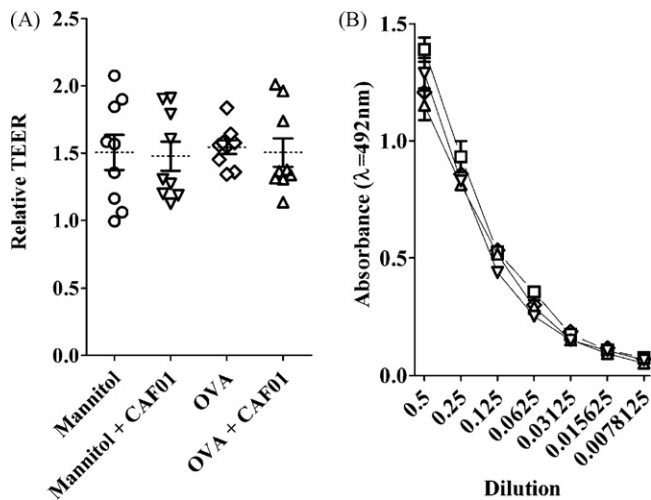 (A)
Relative TEER
2.5
2.0
1.5
1.0
0.5
0.0
Mannitol
Mannitol + CAF01
OVA
OVA + CAF01
(B)
Absorbance (λ=492nm)
1.5
1.0
0.5
0.0
0.5
0.25
0.125
0.0625
0.03125
0.015625
0.0078125
Dilution